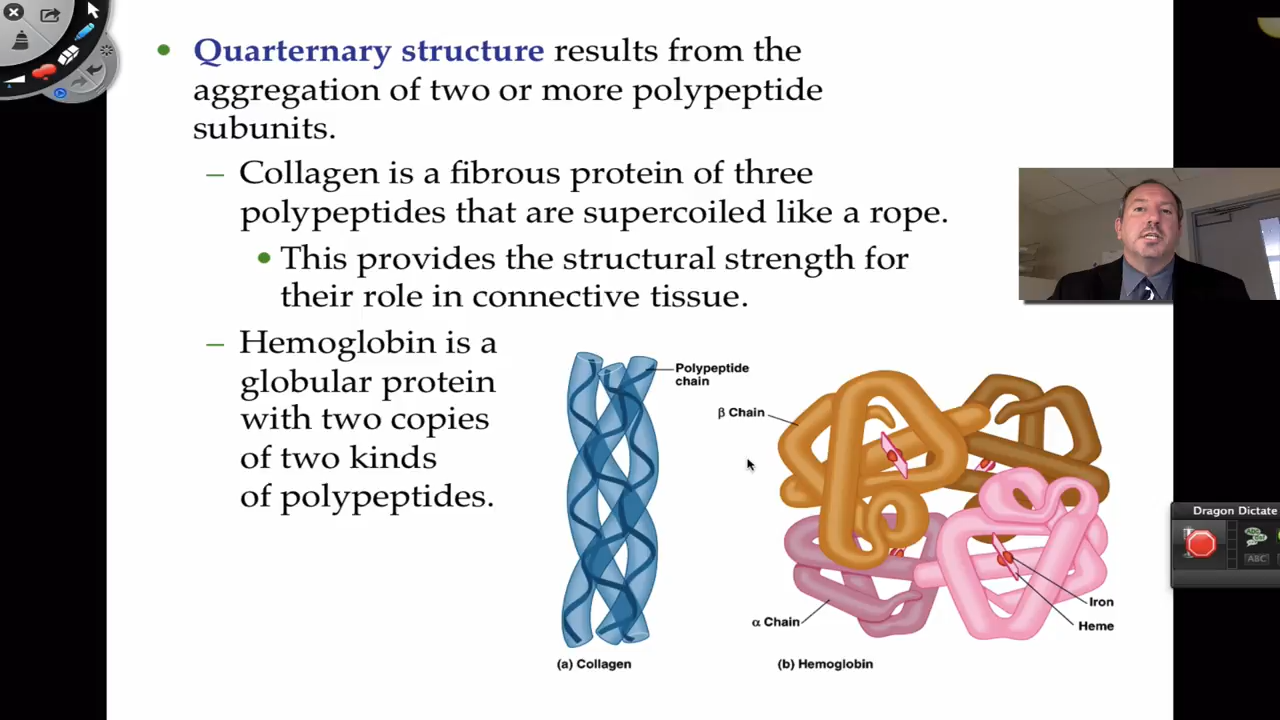 Quarternary structure results from the
aggregation of two or more polypeptide
subunits.
– Collagen is a fibrous protein of three
polypeptides that are supercoiled like a rope.
• This provides the structural strength for
their role in connective tissue.
– Hemoglobin is a
globular protein
with two copies
of two kinds
of polypeptides.
Polypeptide
chain
β Chain
α Chain
Iron
Heme
(a) Collagen
(b) Hemoglobin
Dragon Dictate
ABC